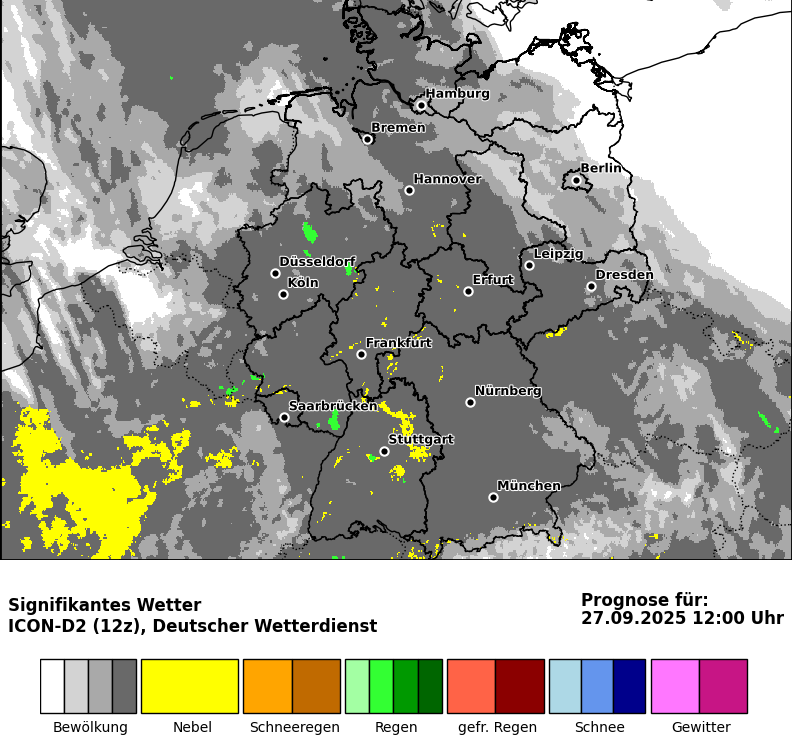 Hamburg
Bremen
Berlin
Hannover
Leipzig
Düsseldorf
Dresden
Köln
Erfurt
Frankfurt
Nürnberg
Saarbrücken
Stuttgart
München
Signifikantes Wetter
ICON-D2 (12z), Deutscher Wetterdienst
Prognose für:
27.09.2025 12:00 Uhr
Bewölkung Nebel Schneeregen Regen gefr. Regen Schnee Gewitter